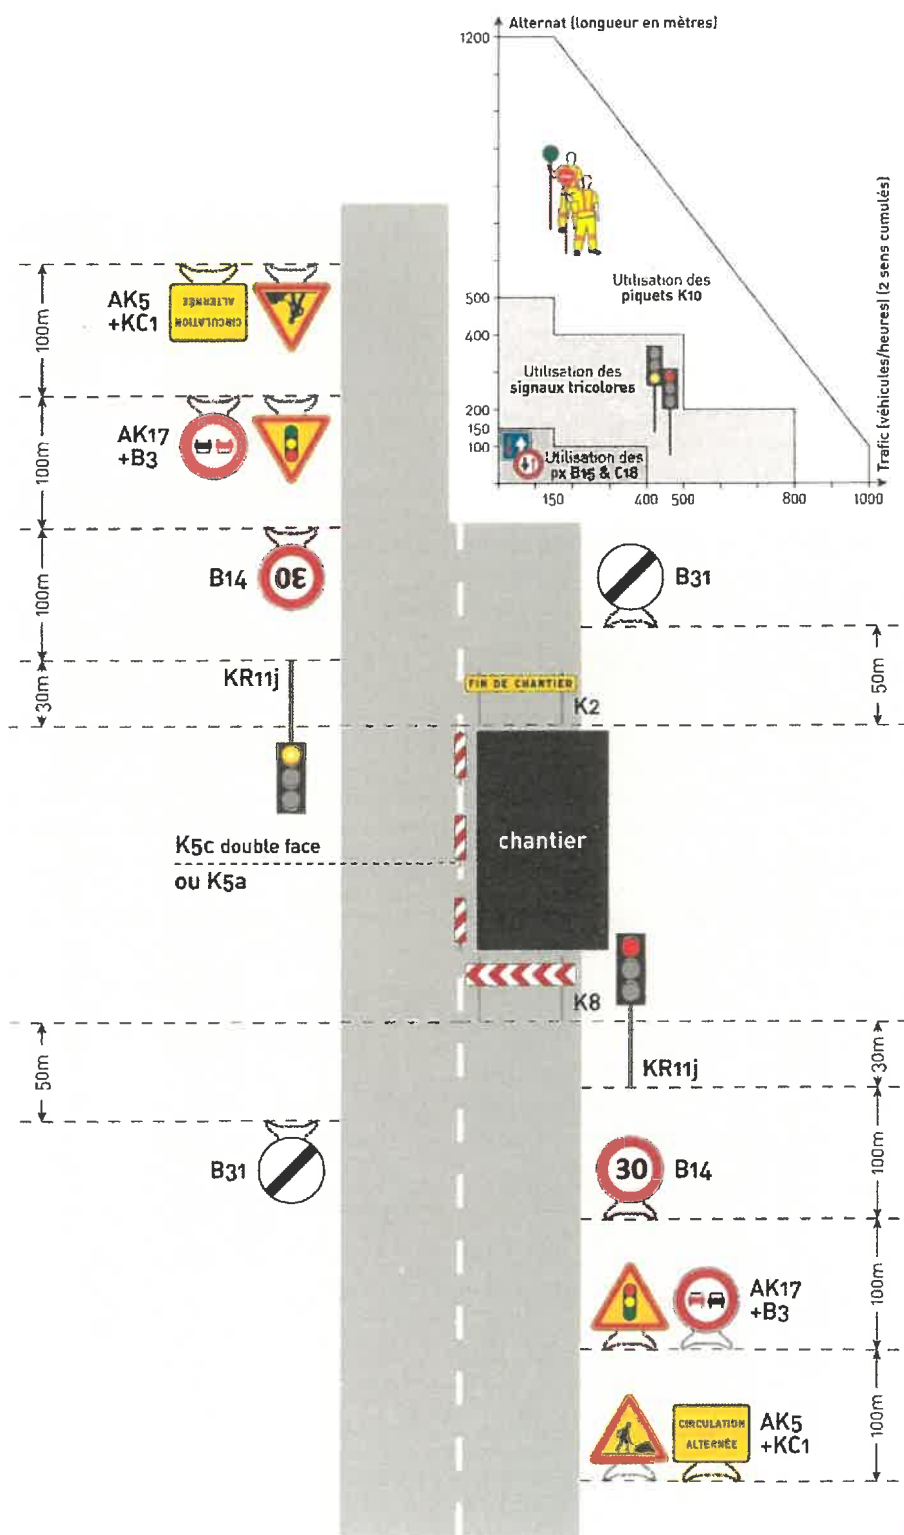 Alternat (longueur en mètres)
1200
500
400
200
150
100
Utilisation des
piquets K10
Utilisation des
signaux tricolores
Utilisation des
px B15 & C18
150
400
500
800
1000
Trafic (véhicules/heures) (2 sens cumulés)
100m
AK5
+KC1
CIRCULATION
ALTERNÉE
100m
AK17
+B3
100m
B14
30
B31
50m
30m
KR11j
FIN DE CHANTIER
K2
chantier
K5c double face
ou K5a
K8
KR11j
30m
50m
B31
30
B14
100m
AK17
+B3
100m
CIRCULATION
ALTERNÉE
AK5
+KC1
100m